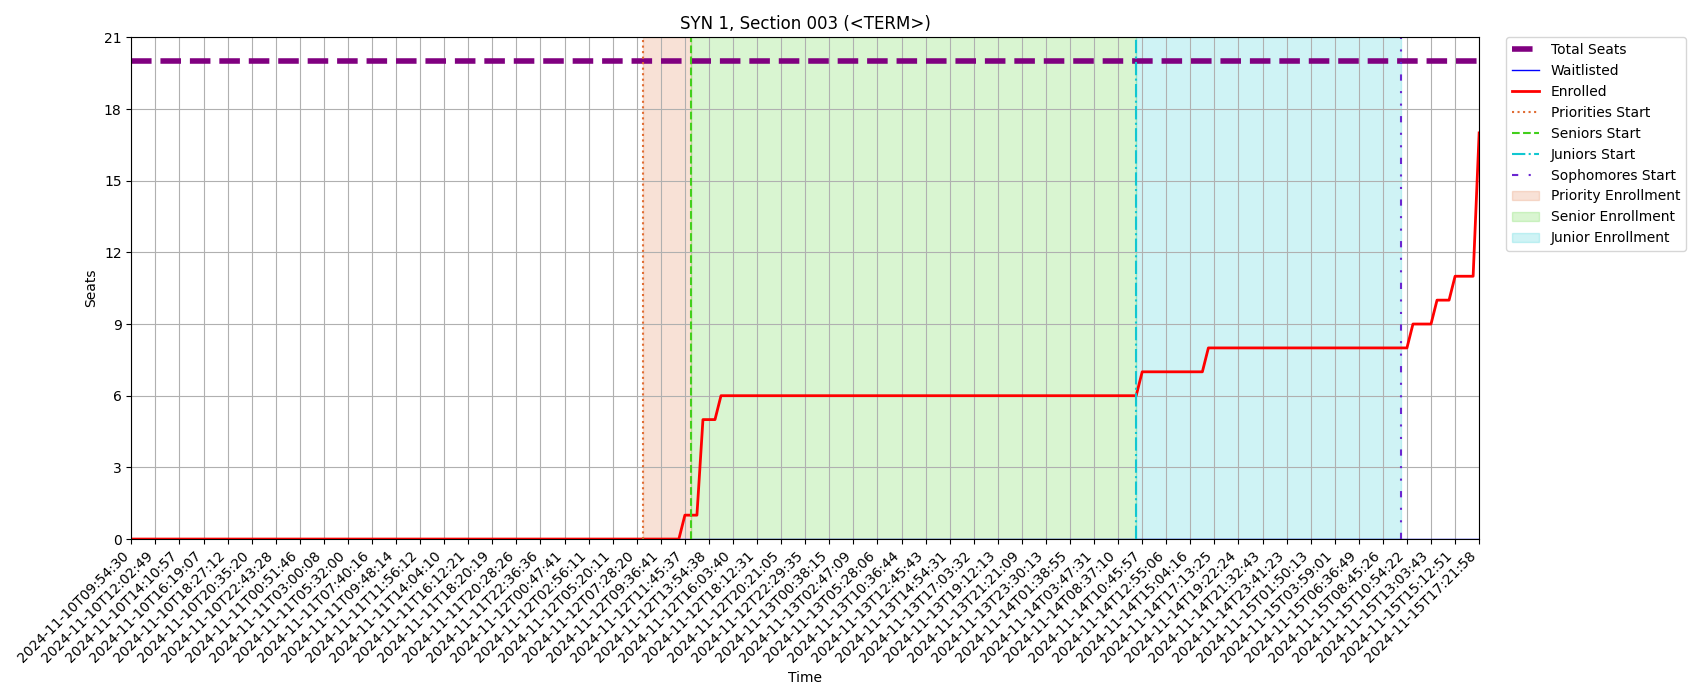 SYN 1, Section 003 (<TERM>)
21
18
15
12
9
6
3
0
Seats
2024-11-10T09:54:30
2024-11-10T12:02:49
2024-11-10T14:10:57
2024-11-10T16:19:07
2024-11-10T18:27:12
2024-11-10T20:35:20
2024-11-10T22:43:28
2024-11-11T00:51:46
2024-11-11T03:00:08
2024-11-11T05:32:00
2024-11-11T07:40:16
2024-11-11T09:48:14
2024-11-11T11:56:12
2024-11-11T14:04:10
2024-11-11T16:12:21
2024-11-11T18:20:19
2024-11-11T20:28:26
2024-11-11T22:36:36
2024-11-12T00:47:41
2024-11-12T02:56:11
2024-11-12T05:20:11
2024-11-12T07:28:20
2024-11-12T09:36:41
2024-11-12T11:45:37
2024-11-12T13:54:38
2024-11-12T16:03:40
2024-11-12T18:12:31
2024-11-12T20:21:05
2024-11-12T22:29:35
2024-11-13T00:38:15
2024-11-13T02:47:09
2024-11-13T05:28:06
2024-11-13T10:36:44
2024-11-13T12:45:43
2024-11-13T14:54:31
2024-11-13T17:03:32
2024-11-13T19:12:13
2024-11-13T21:21:09
2024-11-13T23:30:13
2024-11-14T01:38:55
2024-11-14T03:47:31
2024-11-14T08:37:10
2024-11-14T10:45:57
2024-11-14T12:55:06
2024-11-14T15:04:16
2024-11-14T17:13:25
2024-11-14T19:22:24
2024-11-14T21:32:43
2024-11-14T23:41:23
2024-11-15T01:50:13
2024-11-15T03:59:01
2024-11-15T06:36:49
2024-11-15T08:45:26
2024-11-15T10:54:22
2024-11-15T13:03:43
2024-11-15T15:12:51
2024-11-15T17:21:58
Time
Total Seats
Waitlisted
Enrolled
Priorities Start
Seniors Start
Juniors Start
Sophomores Start
Priority Enrollment
Senior Enrollment
Junior Enrollment